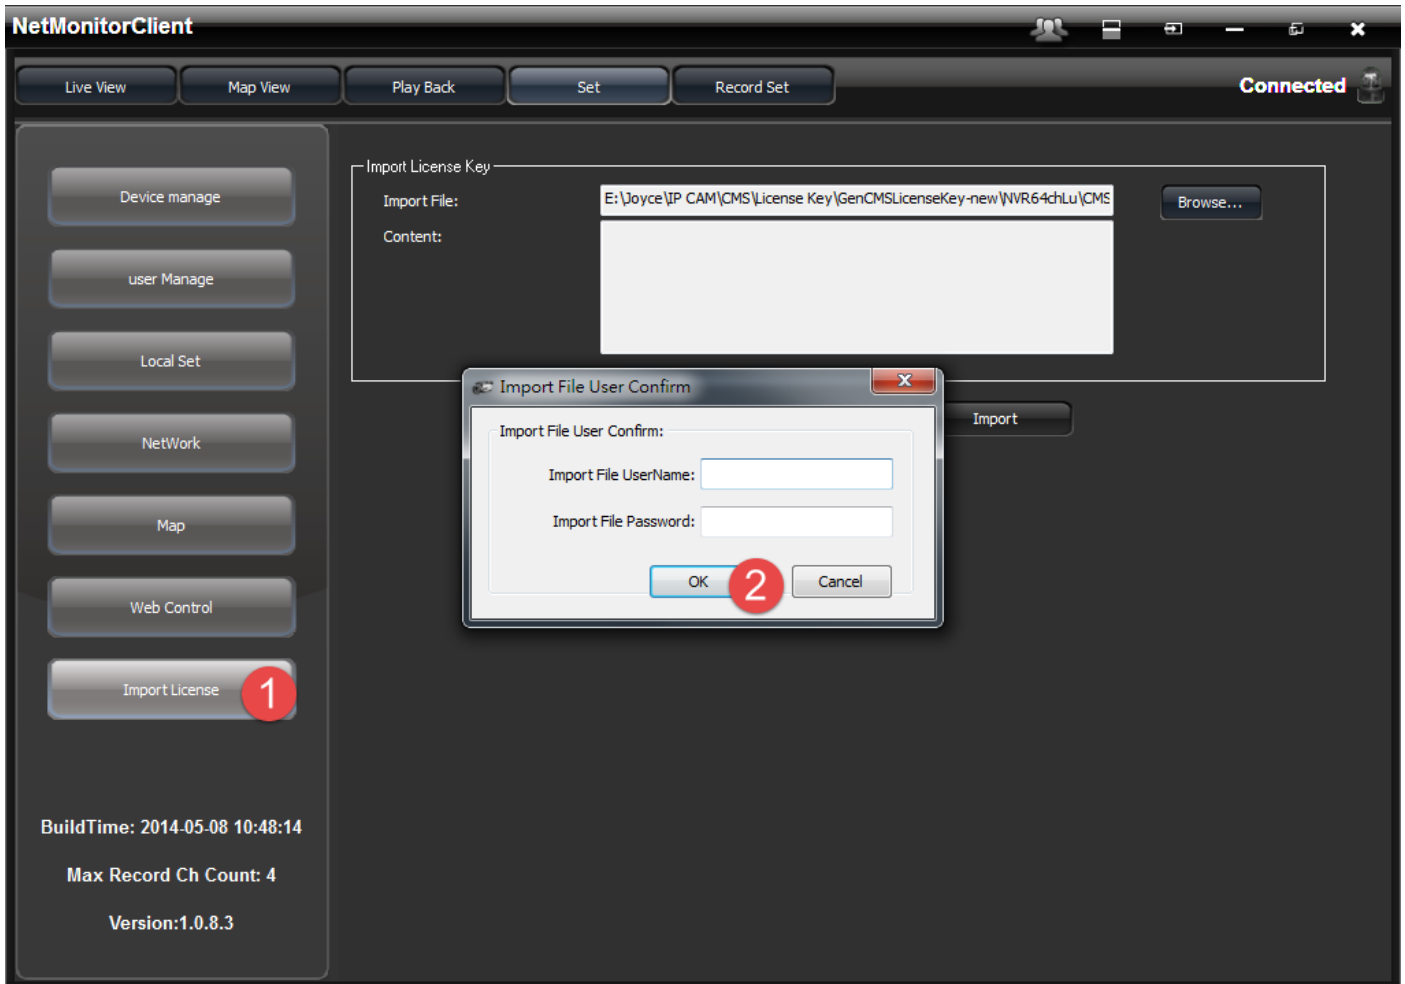 NetMonitorClient
Live View
Map View
Play Back
Set
Record Set
Connected
Device manage
user Manage
Local Set
NetWork
Map
Web Control
Import License
1
BuildTime: 2014-05-08 10:48:14
Max Record Ch Count: 4
Version:1.0.8.3
Import License Key
Import File:
E:\Joyce\IP CAM\CMS\License Key\GenCMSLicenseKey-new\NVR64chLu\CMS
Browse...
Content:
Import
Import File User Confirm
Import File User Confirm:
Import File UserName:
Import File Password:
OK
2
Cancel